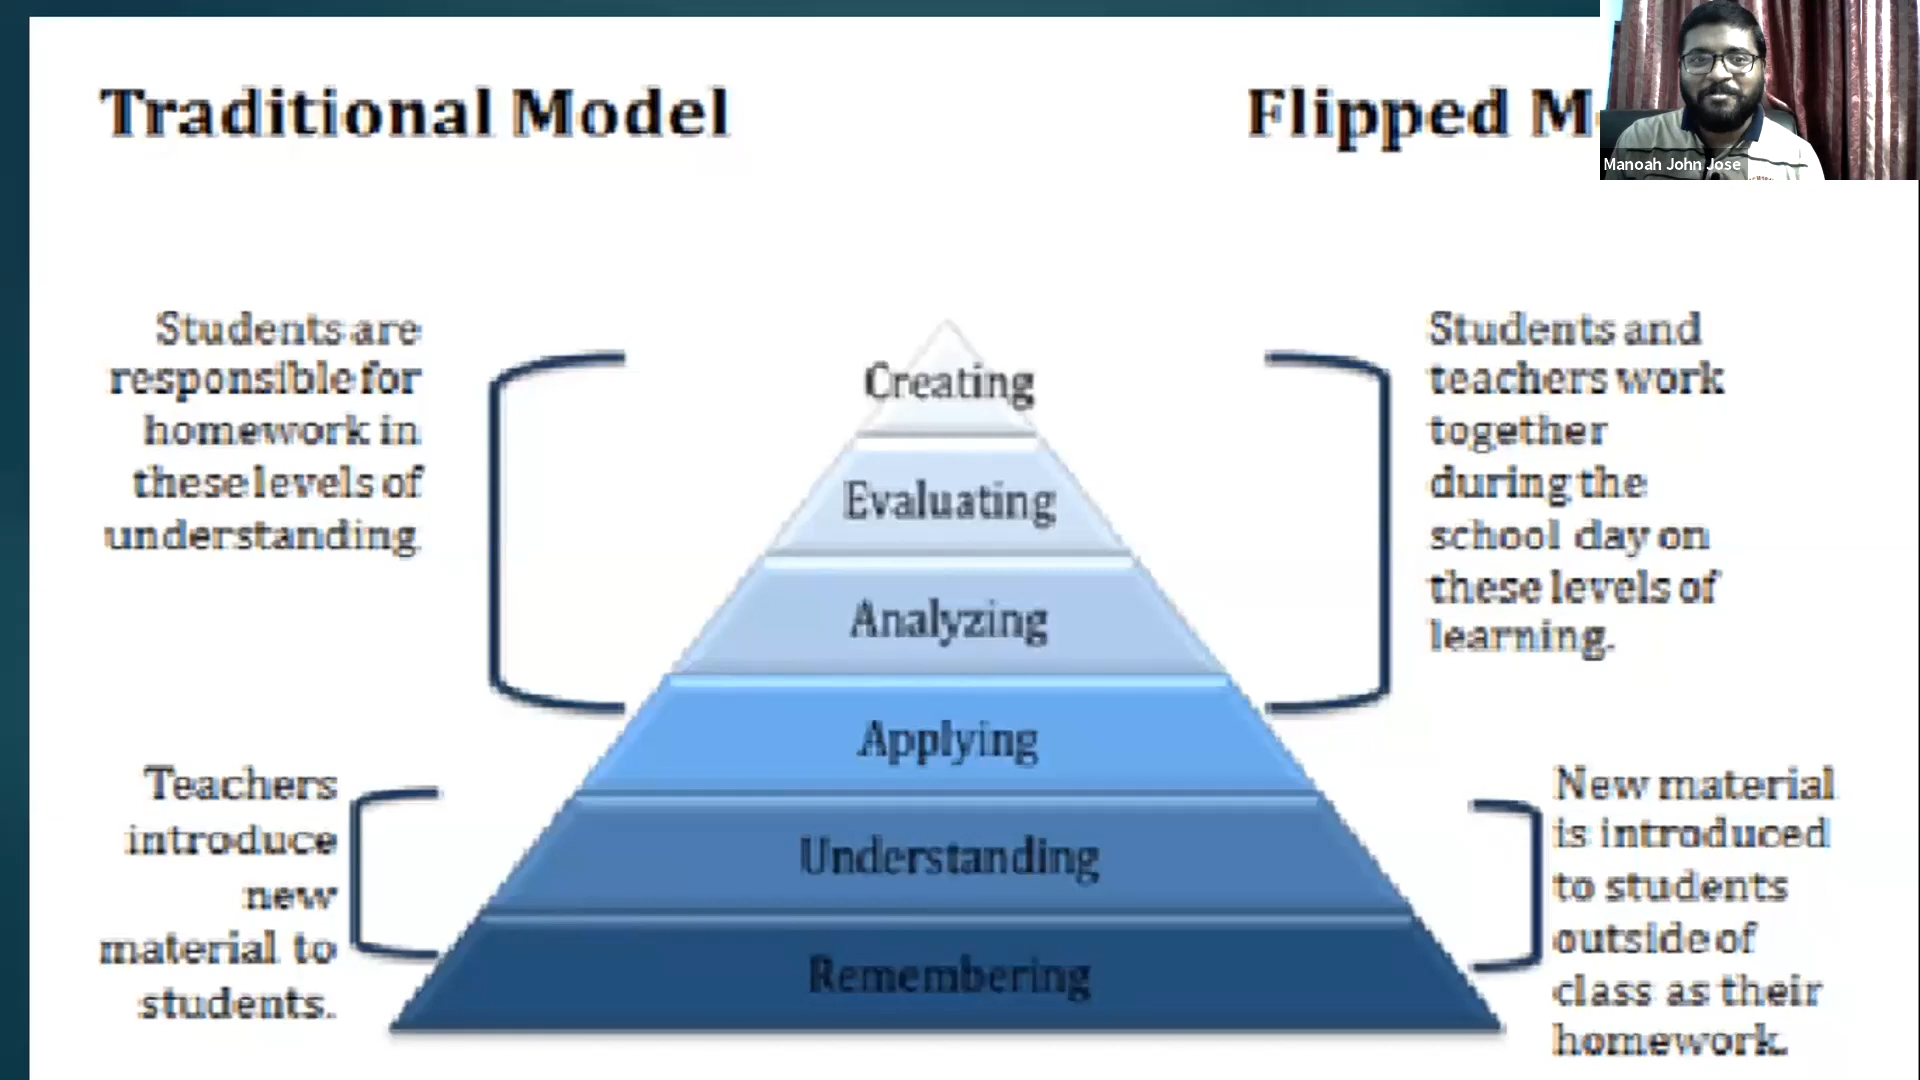 Traditional Model
Flipped M
Manoah John Jose
Students are
responsible for
homework in
these levels of
understanding
Teachers
introduce
new
material to
students.
Creating
Evaluating
Analyzing
Applying
Understanding
Remembering
Students and
teachers work
together
during the
school day on
these levels of
learning.
New material
is introduced
to students
outside of
class as their
homework.